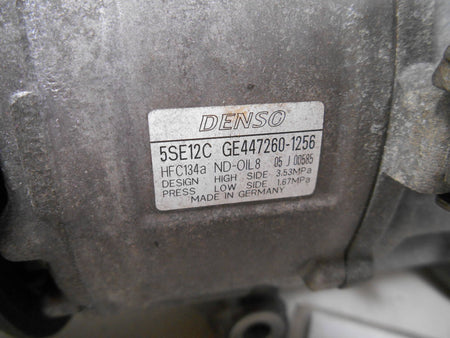 DENSO
5SE12C GE447260-1256
HFC134a ND-OIL8 05 J 00585
DESIGN HIGH SIDE 3.53MPa
PRESS LOW SIDE 1.67MPa
MADE IN GERMANY